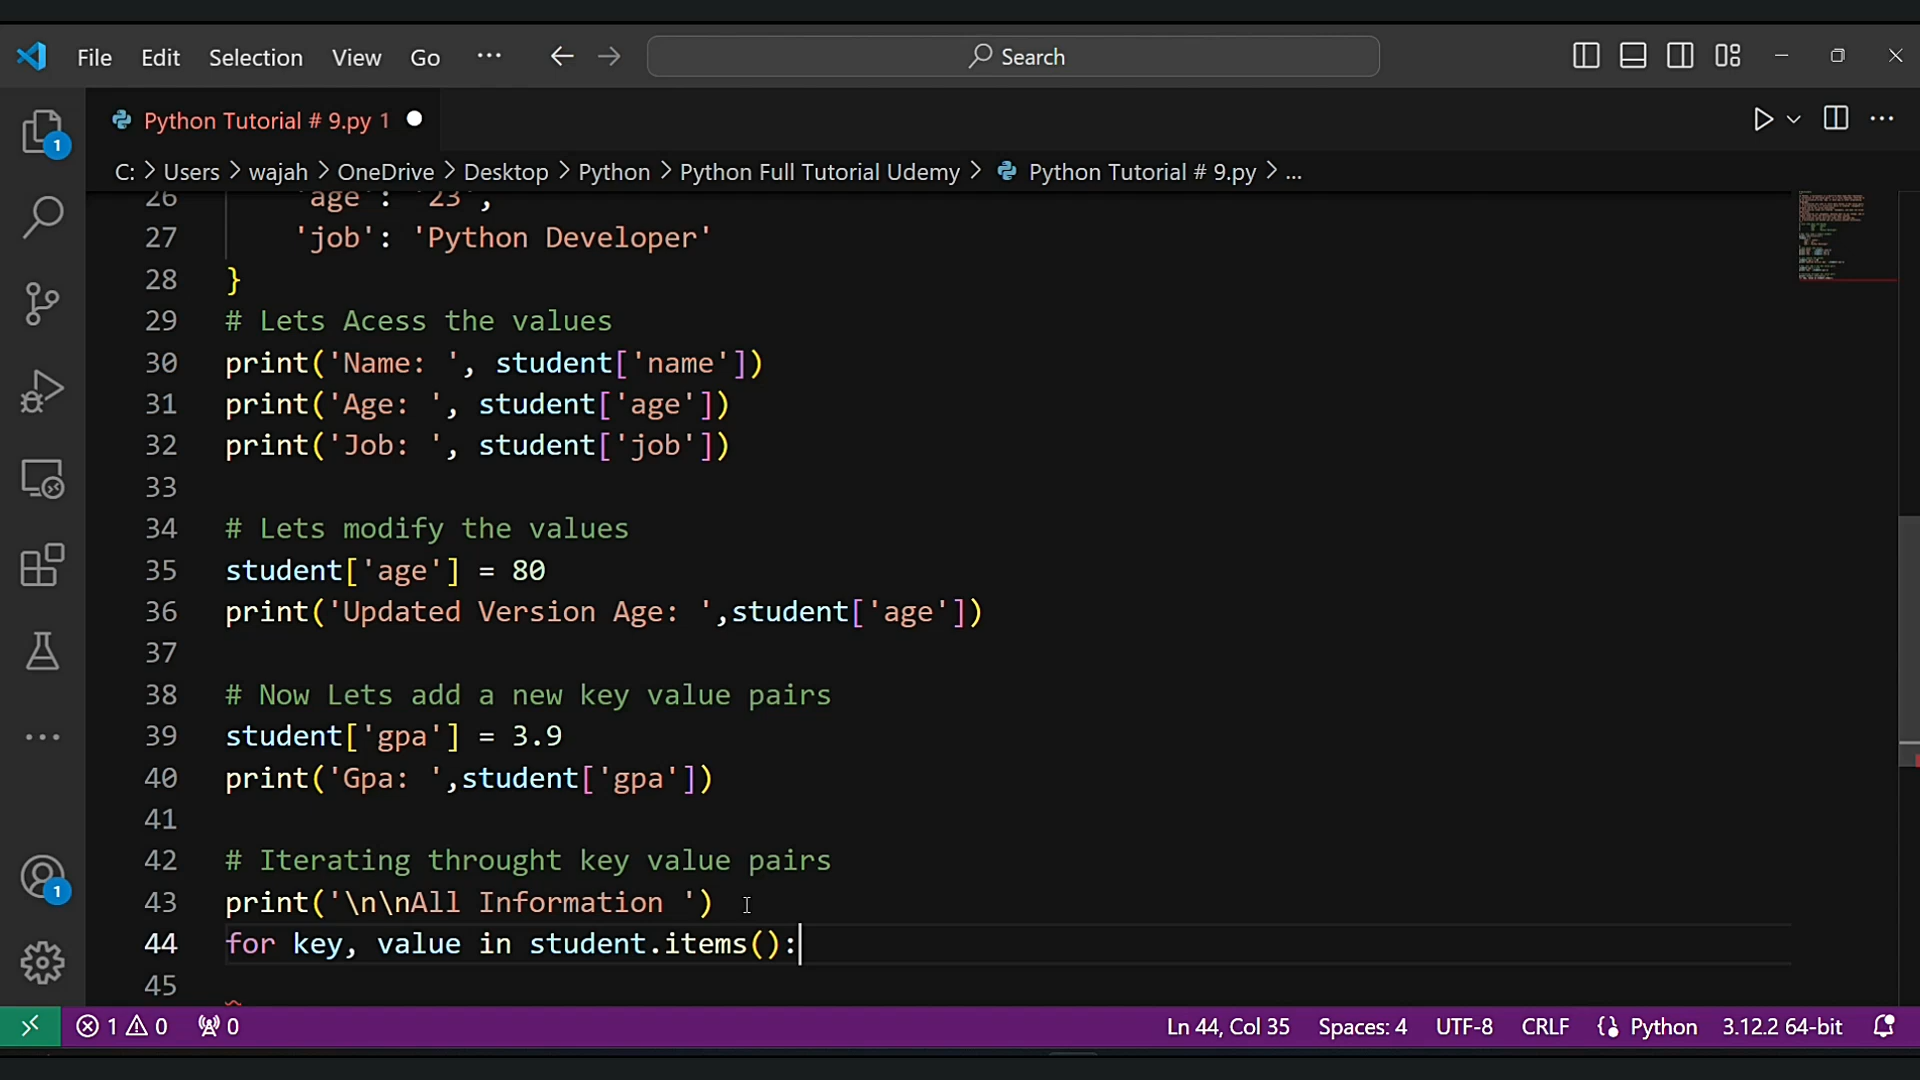 File Edit Selection View Go ... Search
Python Tutorial # 9.py 1
C: > Users > wajah > OneDrive > Desktop > Python > Python Full Tutorial Udemy > Python Tutorial # 9.py > ...
1
26 'age': '23',
27 'job': 'Python Developer'
28 }
29 # Lets Acess the values
30 print('Name: ', student['name'])
31 print('Age: ', student['age'])
32 print('Job: ', student['job'])
33
34 # Lets modify the values
35 student['age'] = 80
36 print('Updated Version Age: ',student['age'])
37
38 # Now Lets add a new key value pairs
39 student['gpa'] = 3.9
40 print('Gpa: ',student['gpa'])
41
42 # Iterating throught key value pairs
43 print('\n\nAll Information ')
44 for key, value in student.items():
45
1
1 0 0 Ln 44, Col 35 Spaces: 4 UTF-8 CRLF Python 3.12.2 64-bit